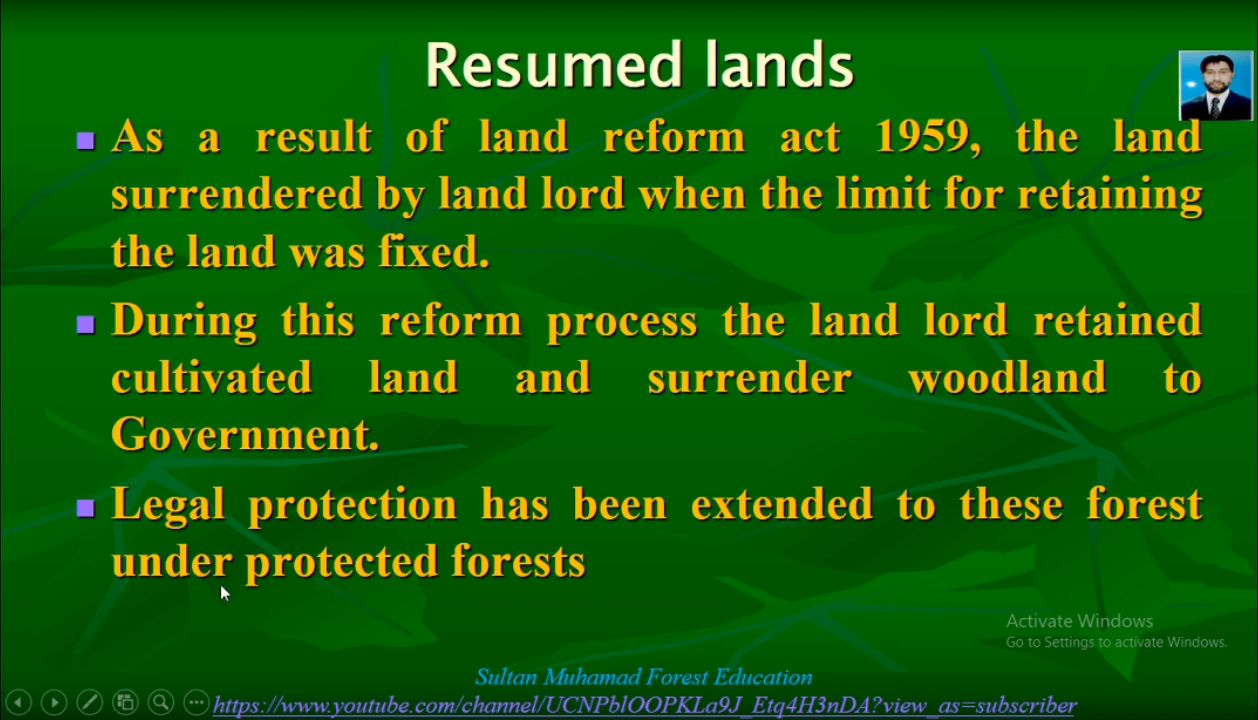 Resumed lands
As a result of land reform act 1959, the land
surrendered by land lord when the limit for retaining
the land was fixed.
During this reform process the land lord retained
cultivated land and surrender woodland to
Government.
Legal protection has been extended to these forest
under protected forests
Activate Windows
Go to Settings to activate Windows.
Sultan Muhamad Forest Education
https://www.youtube.com/channel/UCNPblOOPKLa9J_Etq4H3nDA?view_as=subscriber